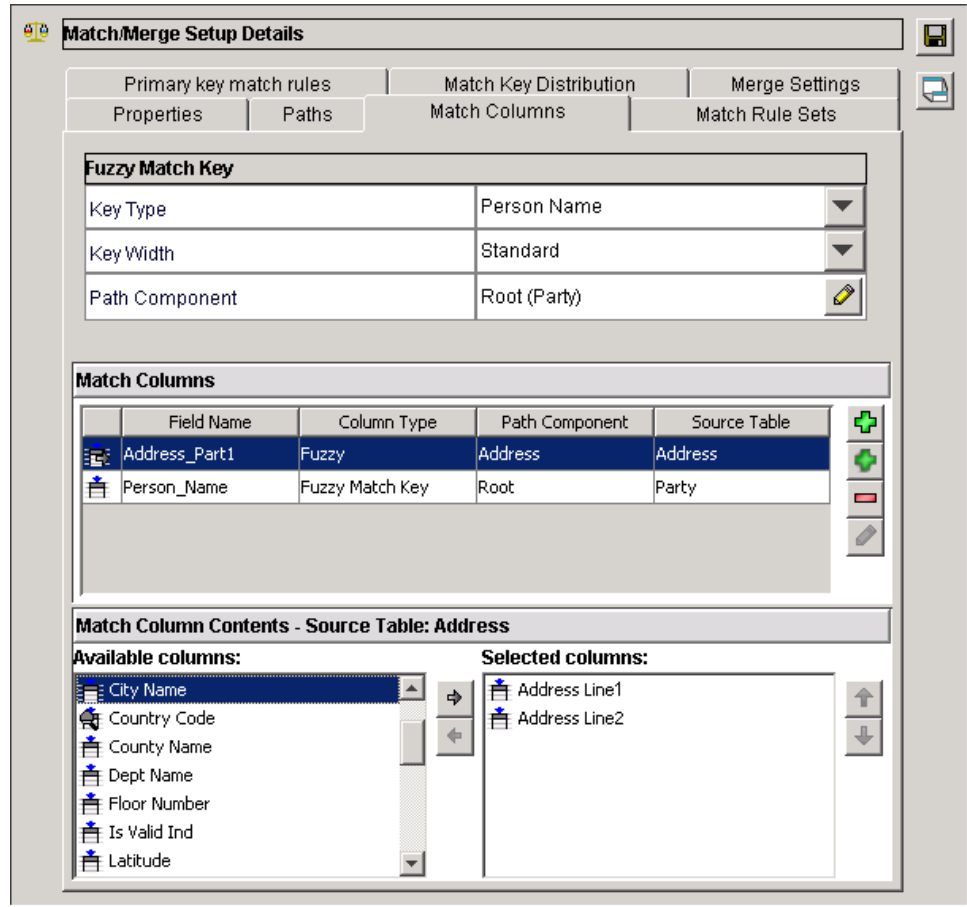 Match/Merge Setup Details
Primary key match rules Match Key Distribution Merge Settings
Properties Paths Match Columns Match Rule Sets
Fuzzy Match Key
Key Type Person Name
Key Width Standard
Path Component Root (Party)
Match Columns
Field Name Column Type Path Component Source Table
Address_Part1 Fuzzy Address Address
Person_Name Fuzzy Match Key Root Party
Match Column Contents - Source Table: Address
Available columns: Selected columns:
City Name Address Line1
Country Code Address Line2
County Name
Dept Name
Floor Number
Is Valid Ind
Latitude